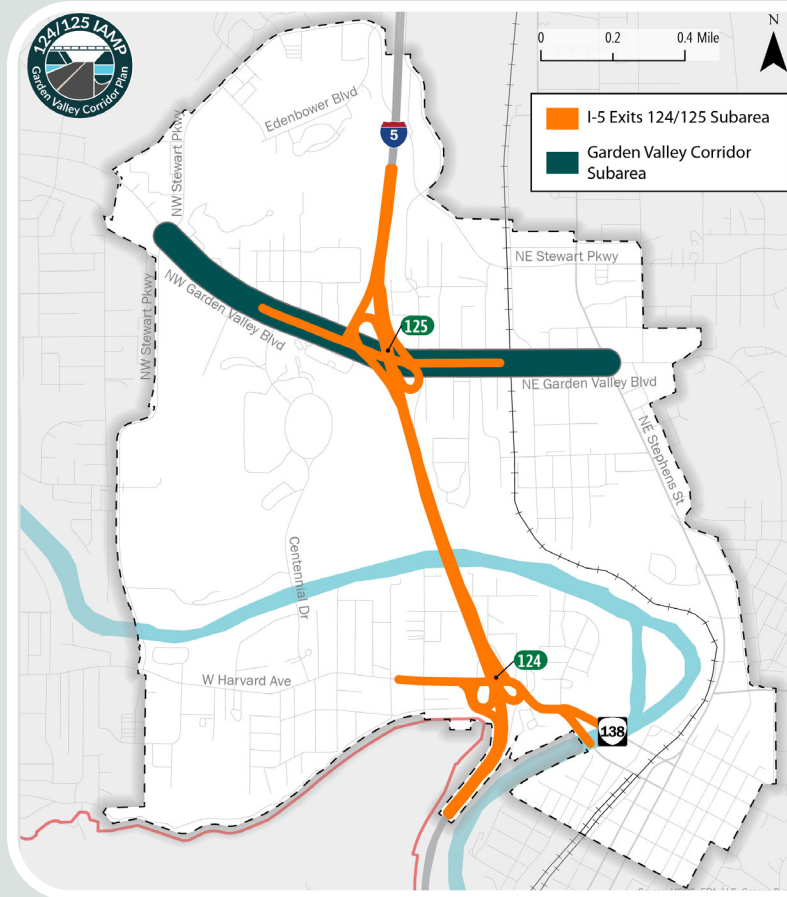 124/125 IAMP
Garden Valley Corridor Plan
N
0 0.2 0.4 Mile
I-5 Exits 124/125 Subarea
Garden Valley Corridor
Subarea
Edenbower Blvd
5
NW Stewart Pkwy
NE Stewart Pkwy
NW Stewart Pkwy
NW Garden Valley Blvd
125
NE Garden Valley Blvd
NE Stephens St
Centennial Dr
124
W Harvard Ave
138